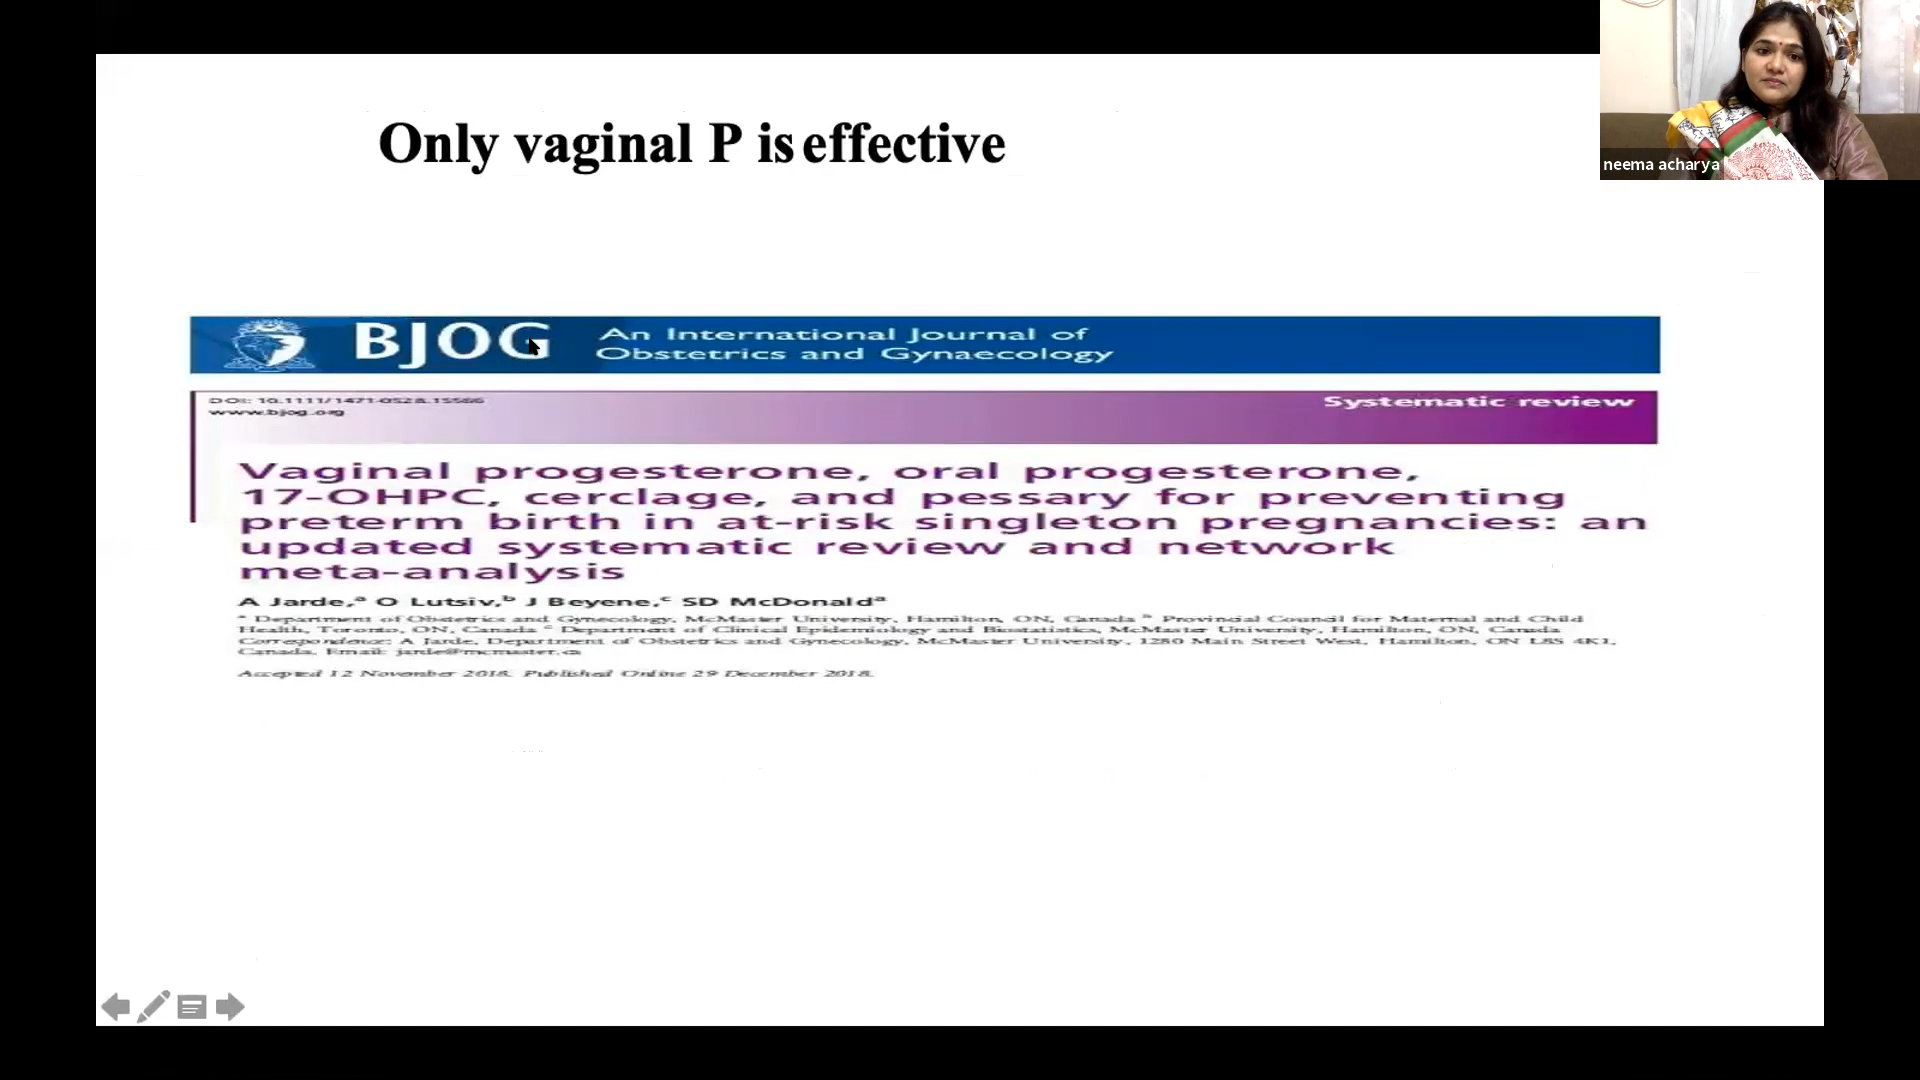 Only vaginal P is effective
neema acharya
BJOG An International Journal of
Obstetrics and Gynaecology
DOI: 10.1111/1471-0528.15566
www.bjog.org
Systematic review
Vaginal progesterone, oral progesterone,
17-OHPC, cerclage, and pessary for preventing
preterm birth in at-risk singleton pregnancies: an
updated systematic review and network
meta-analysis
A Jarde,a O Lutsiv,b J Beyene,c SD McDonalda
a Department of Obstetrics and Gynecology, McMaster University, Hamilton, ON, Canada b Provincial Council for Maternal and Child
Health, Toronto, ON, Canada c Department of Clinical Epidemiology and Biostatistics, McMaster University, Hamilton, ON, Canada
Correspondence: A Jarde, Department of Obstetrics and Gynecology, McMaster University, 1280 Main Street West, Hamilton, ON L8S 4K1,
Canada. Email: jarde@mcmaster.ca
Accepted 12 November 2018. Published Online 29 December 2018.